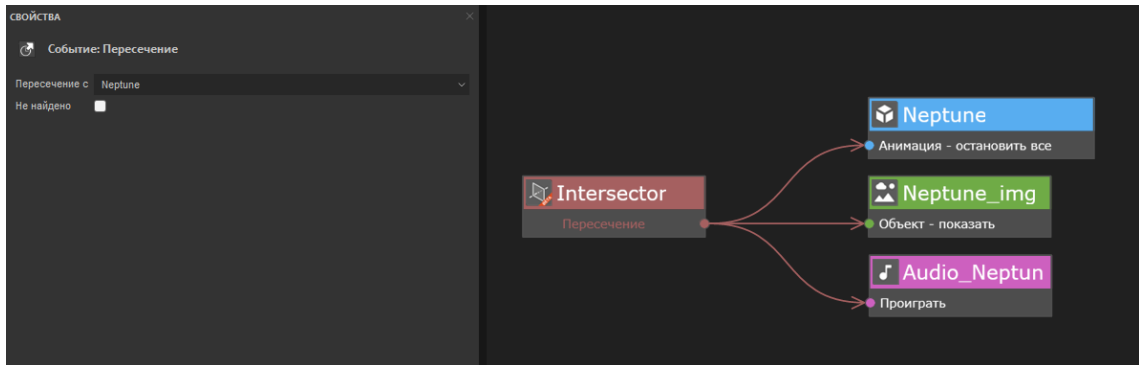 СВОЙСТВА
Событие: Пересечение
Пересечение с Neptune
Не найдено
Neptune
Анимация - остановить все
Intersector
Пересечение
Neptune_img
Объект - показать
Audio_Neptun
Проиграть